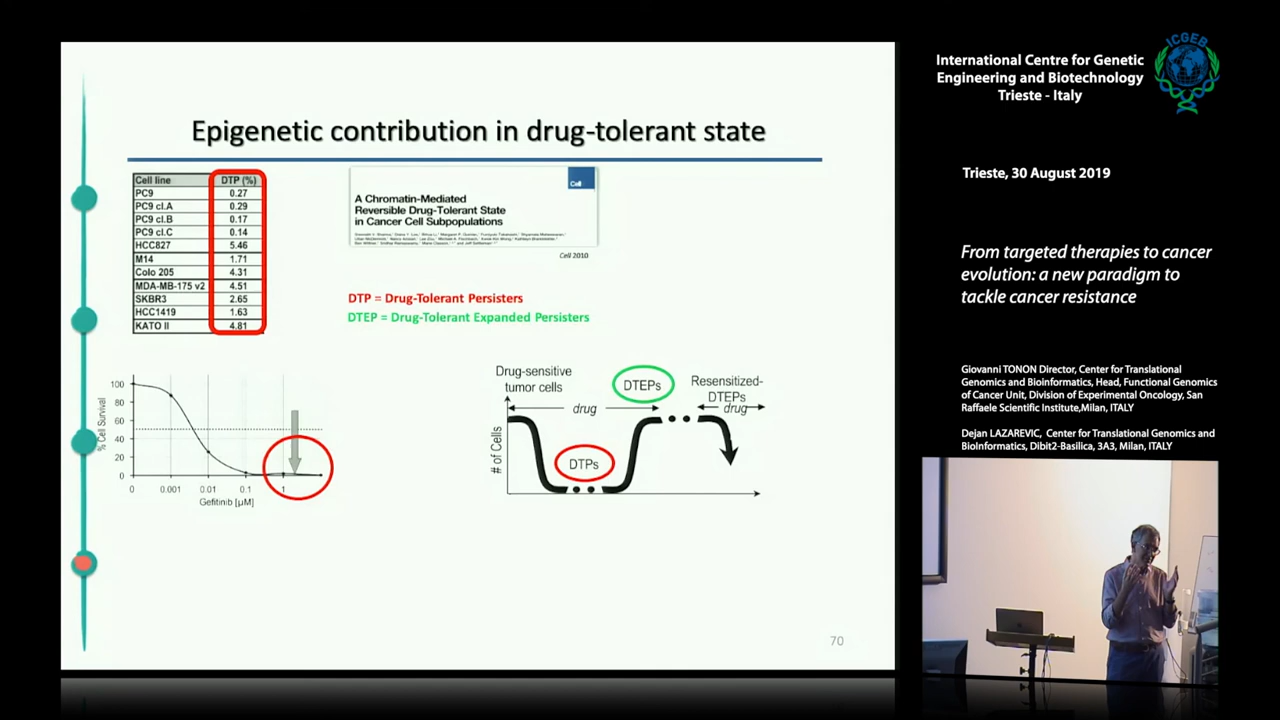 Epigenetic contribution in drug-tolerant state
Cell line DTP (%)
PC9 0.27
PC9 cl.A 0.29
PC9 cl.B 0.17
PC9 cl.C 0.14
HCC827 5.46
M14 1.71
Colo 205 4.31
MDA-MB-175 v2 4.51
SKBR3 2.65
HCC1419 1.63
KATO II 4.81
Cell
A Chromatin-Mediated
Reversible Drug-Tolerant State
in Cancer Cell Subpopulations
Cell 2010
DTP = Drug-Tolerant Persisters
DTEP = Drug-Tolerant Expanded Persisters
% Cell Survival
100
80
60
40
20
0
0 0.001 0.01 0.1 1
Gefitinib [µM]
Drug-sensitive
tumor cells
DTEPs
Resensitized-
DTEPs
drug
drug
# of Cells
DTPs
70
International Centre for Genetic
Engineering and Biotechnology
Trieste - Italy
ICGEB
Trieste, 30 August 2019
From targeted therapies to cancer
evolution: a new paradigm to
tackle cancer resistance
Giovanni TONON Director, Center for Translational
Genomics and Bioinformatics, Head, Functional Genomics
of Cancer Unit, Division of Experimental Oncology, San
Raffaele Scientific Institute,Milan, ITALY
Dejan LAZAREVIC, Center for Translational Genomics and
BioInformatics, Dibit2-Basilica, 3A3, Milan, ITALY